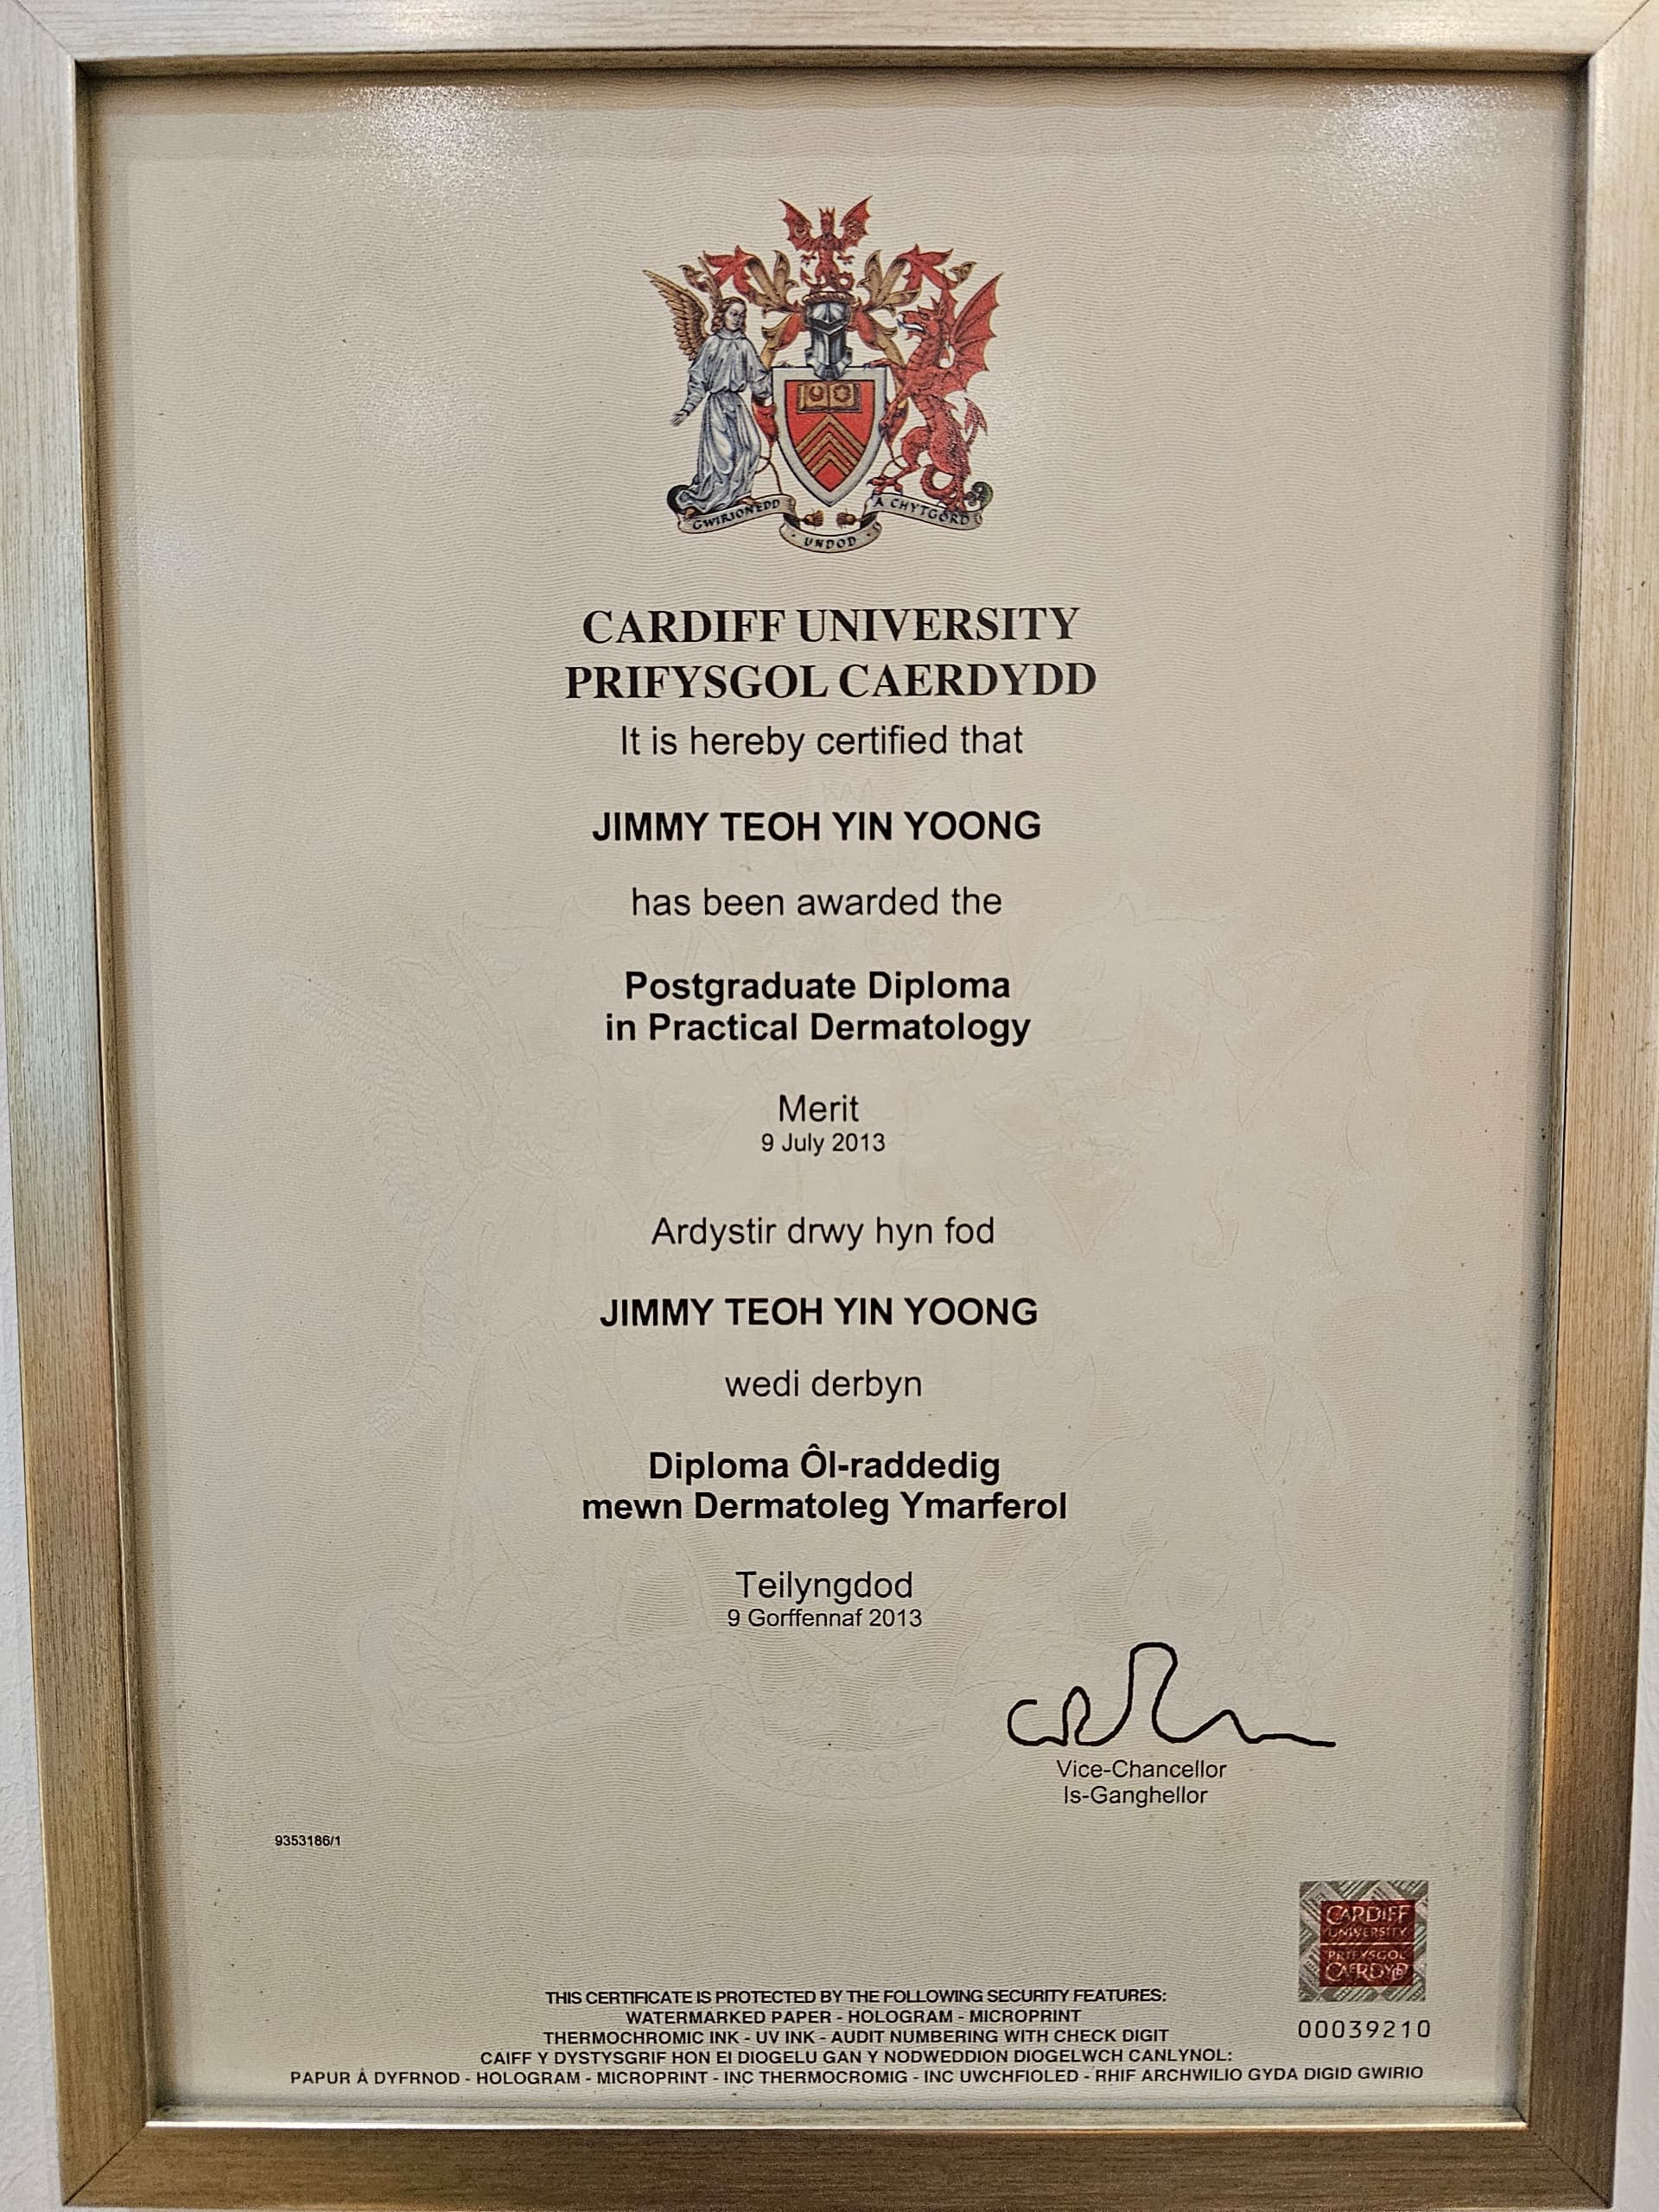 GWIRIONEDD
UNDOD
A CHYTGORD
CARDIFF UNIVERSITY
PRIFYSGOL CAERDYDD
It is hereby certified that
JIMMY TEOH YIN YOONG
has been awarded the
Postgraduate Diploma
in Practical Dermatology
Merit
9 July 2013
Ardystir drwy hyn fod
JIMMY TEOH YIN YOONG
wedi derbyn
Diploma Ôl-raddedig
mewn Dermatoleg Ymarferol
Teilyngdod
9 Gorffennaf 2013
Vice-Chancellor
Is-Ganghellor
9353186/1
CARDIFF
UNIVERSITY
PRIFYSGOL
CAERDYDD
00039210
THIS CERTIFICATE IS PROTECTED BY THE FOLLOWING SECURITY FEATURES:
WATERMARKED PAPER - HOLOGRAM - MICROPRINT
THERMOCHROMIC INK - UV INK - AUDIT NUMBERING WITH CHECK DIGIT
CAIFF Y DYSTYSGRIF HON EI DIOGELU GAN Y NODWEDDION DIOGELWCH CANLYNOL:
PAPUR Â DYFRNOD - HOLOGRAM - MICROPRINT - INC THERMOCROMIG - INC UWCHFIOLED - RHIF ARCHWILIO GYDA DIGID GWIRIO